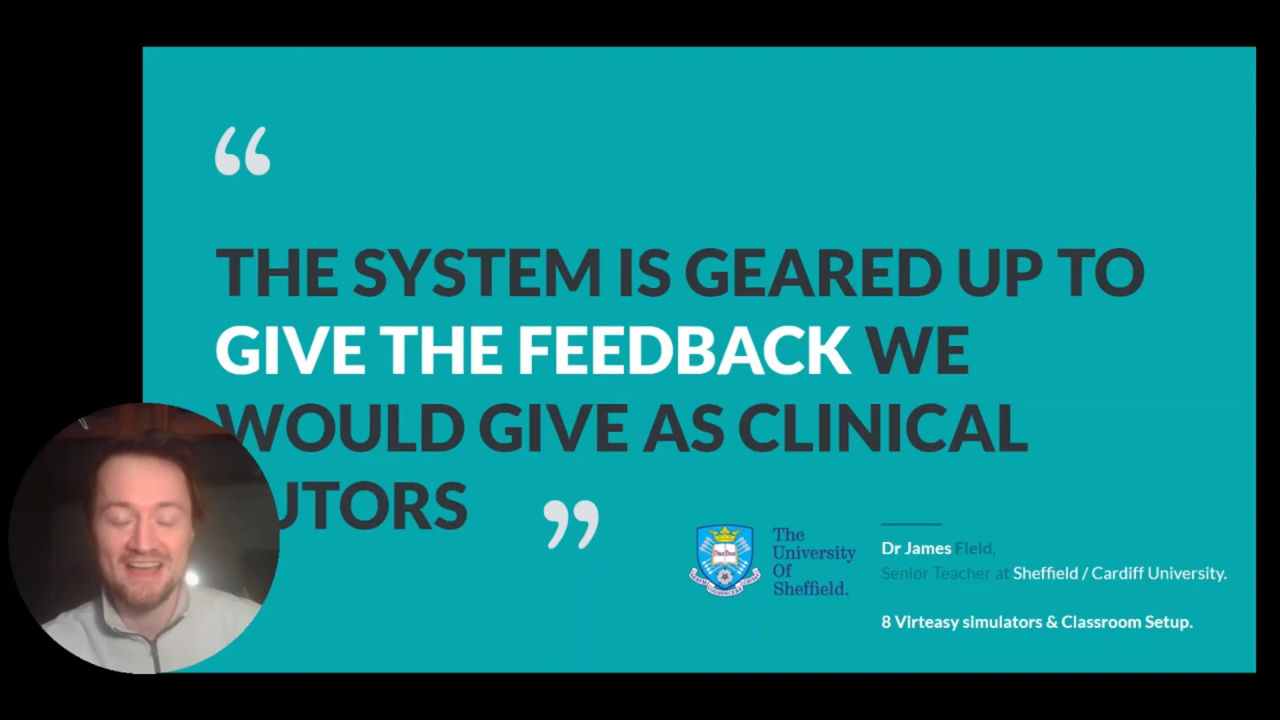 “
THE SYSTEM IS GEARED UP TO
GIVE THE FEEDBACK WE
WOULD GIVE AS CLINICAL
UTORS ”
The
University
Of
Sheffield.
Dr James Field,
Senior Teacher at Sheffield / Cardiff University.
8 Virteasy simulators & Classroom Setup.